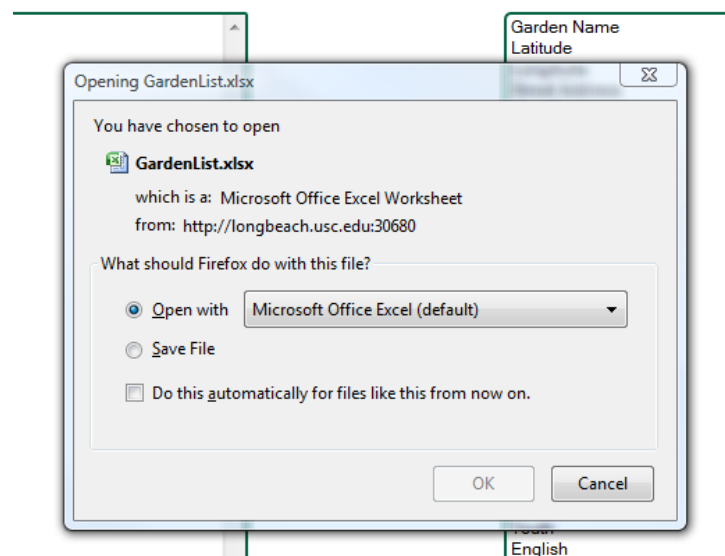 Garden Name
Latitude
Opening GardenList.xlsx
You have chosen to open
GardenList.xlsx
which is a: Microsoft Office Excel Worksheet
from: http://longbeach.usc.edu:30680
What should Firefox do with this file?
Open with Microsoft Office Excel (default)
Save File
Do this automatically for files like this from now on.
OK Cancel
English